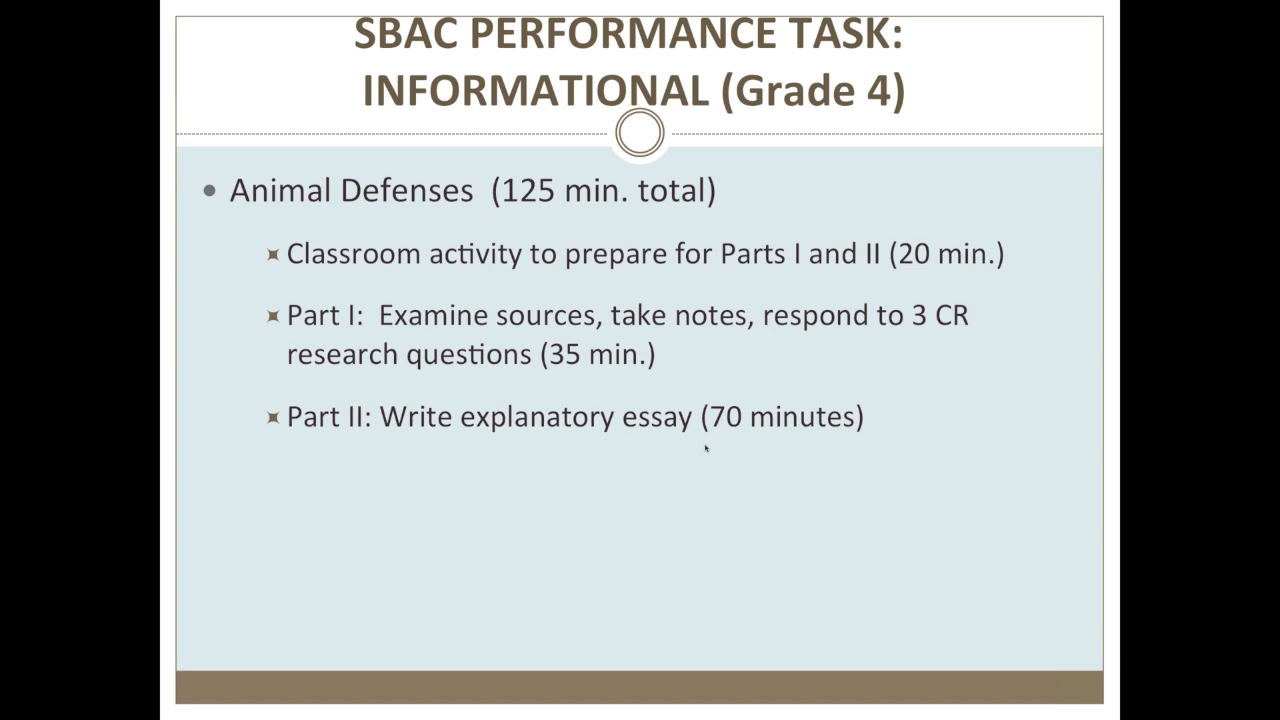 SBAC PERFORMANCE TASK:
INFORMATIONAL (Grade 4)
Animal Defenses (125 min. total)
Classroom activity to prepare for Parts I and II (20 min.)
Part I: Examine sources, take notes, respond to 3 CR
research questions (35 min.)
Part II: Write explanatory essay (70 minutes)